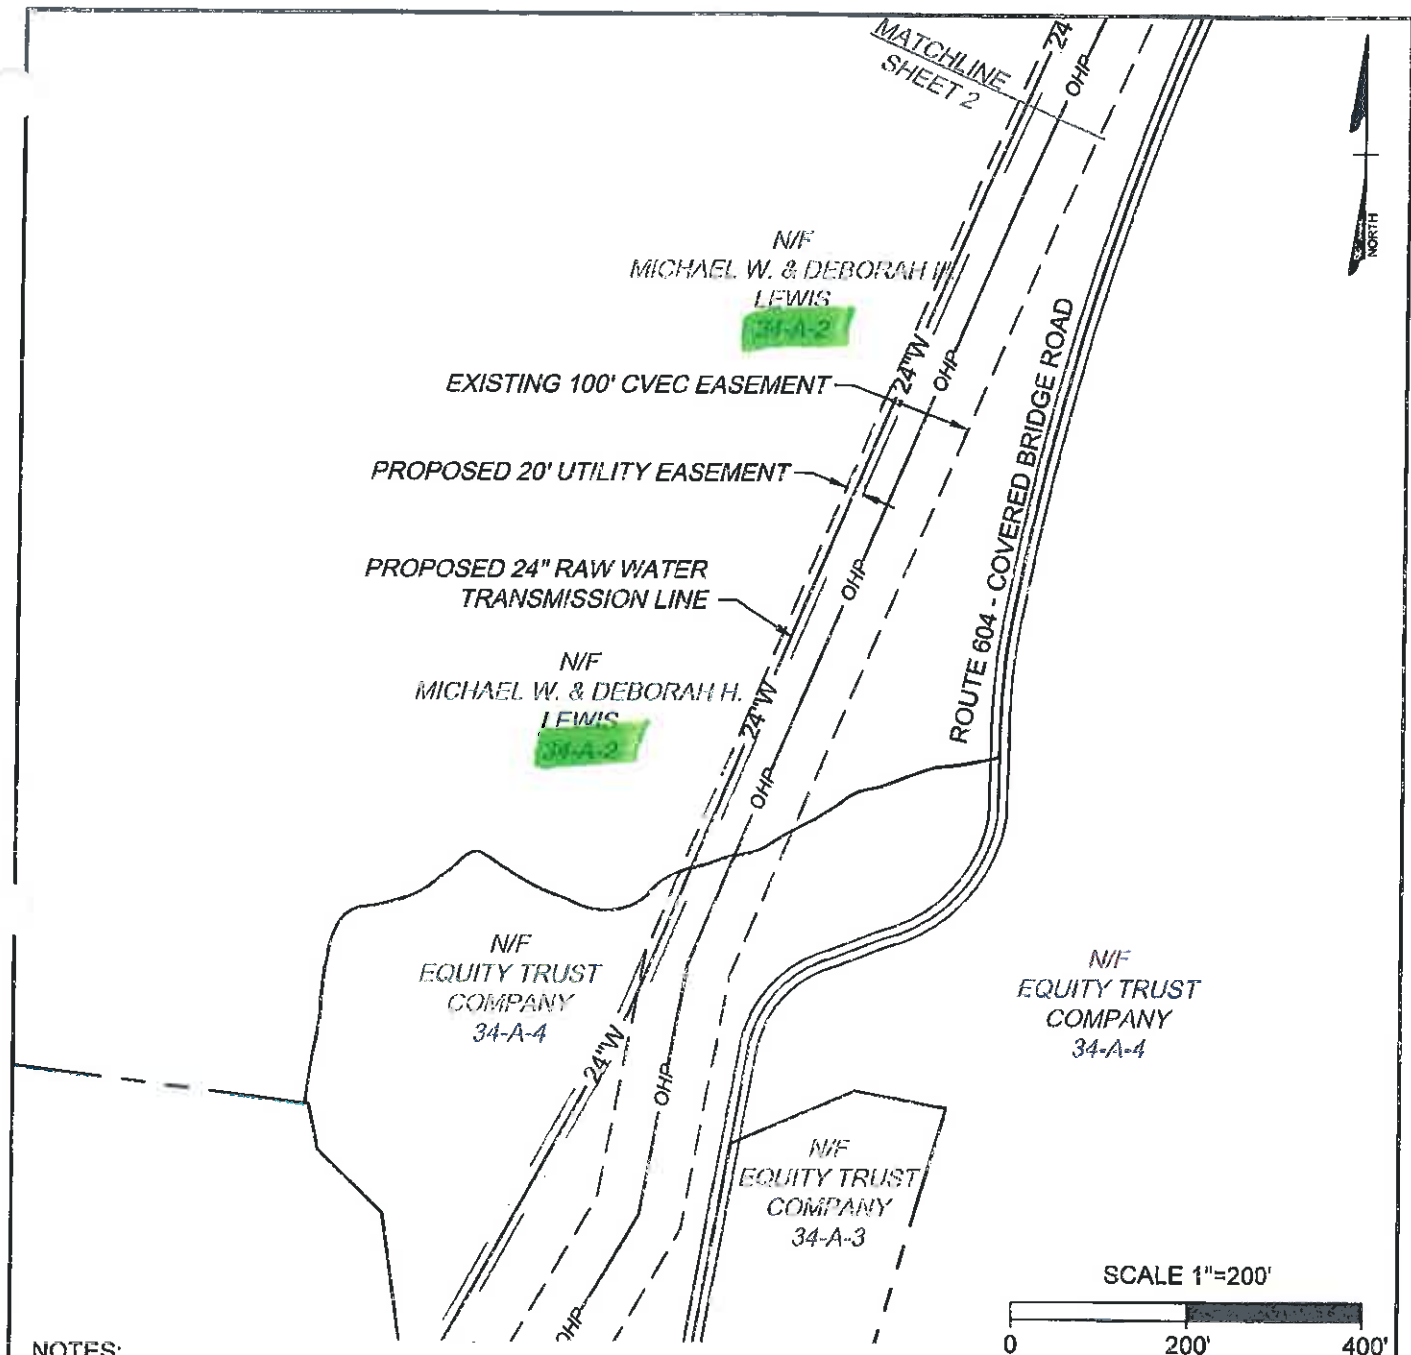 MATCHLINE
SHEET 2
24
OHP
NORTH
N/F
MICHAEL W. & DEBORAH H.
LEWIS
34-A-2
24"W
OHP
EXISTING 100' CVEC EASEMENT
ROUTE 604 - COVERED BRIDGE ROAD
PROPOSED 20' UTILITY EASEMENT
PROPOSED 24" RAW WATER
TRANSMISSION LINE
OHP
N/F
MICHAEL W. & DEBORAH H.
LEWIS
34-A-2
24"W
OHP
N/F
EQUITY TRUST
COMPANY
34-A-4
N/F
EQUITY TRUST
COMPANY
34-A-4
24"W
OHP
N/F
EQUITY TRUST
COMPANY
34-A-3
SCALE 1"=200'
0 200' 400'
OHP
NOTES: